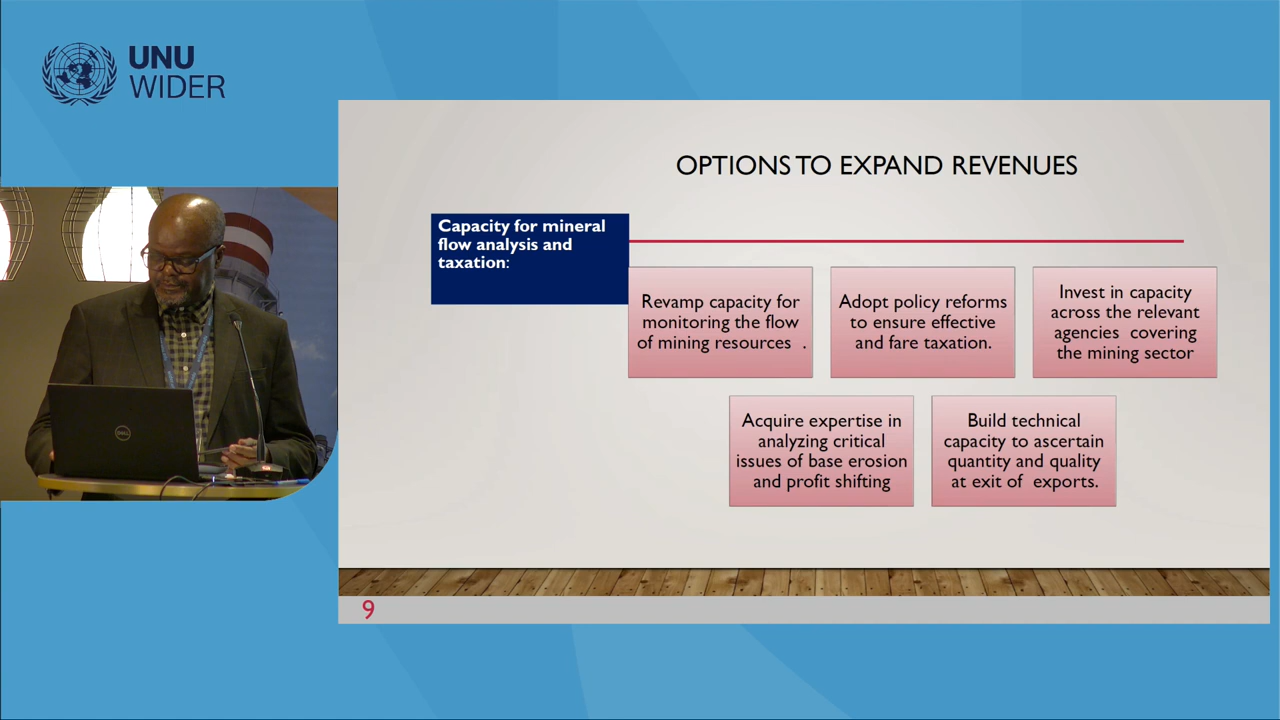 UNU
WIDER
OPTIONS TO EXPAND REVENUES
Capacity for mineral
flow analysis and
taxation:
Revamp capacity for
monitoring the flow
of mining resources .
Adopt policy reforms
to ensure effective
and fare taxation.
Invest in capacity
across the relevant
agencies covering
the mining sector
Acquire expertise in
analyzing critical
issues of base erosion
and profit shifting
Build technical
capacity to ascertain
quantity and quality
at exit of exports.
9
DELL